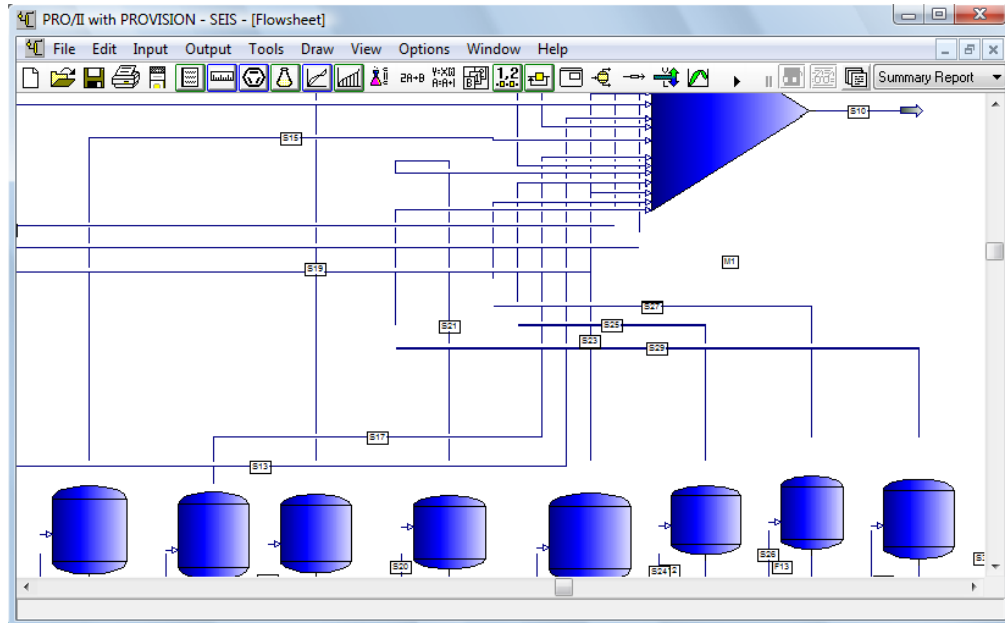 PRO/II with PROVISION - SEIS - [Flowsheet]
File Edit Input Output Tools Draw View Options Window Help
Summary Report
S10
S15
M1
S19
S27
S21
S25
S23
S29
S17
S13
S20
S26
F13
S24